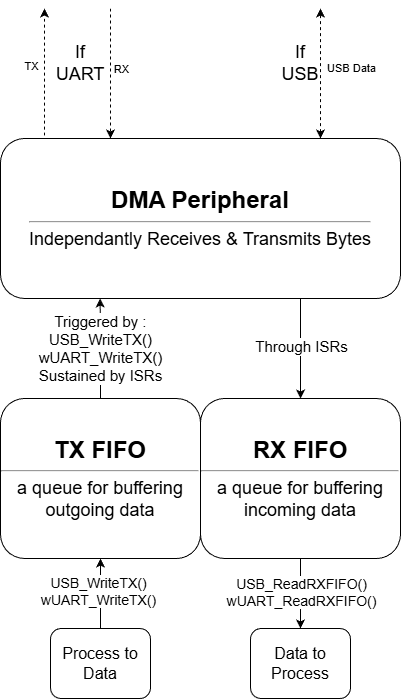 If
UART
TX
RX
If
USB
USB Data
DMA Peripheral
Independantly Receives & Transmits Bytes
Triggered by :
USB_WriteTX()
wUART_WriteTX()
Sustained by ISRs
Through ISRs
TX FIFO
a queue for buffering
outgoing data
RX FIFO
a queue for buffering
incoming data
USB_WriteTX()
wUART_WriteTX()
USB_ReadRXFIFO()
wUART_ReadRXFIFO()
Process to
Data
Data to
Process